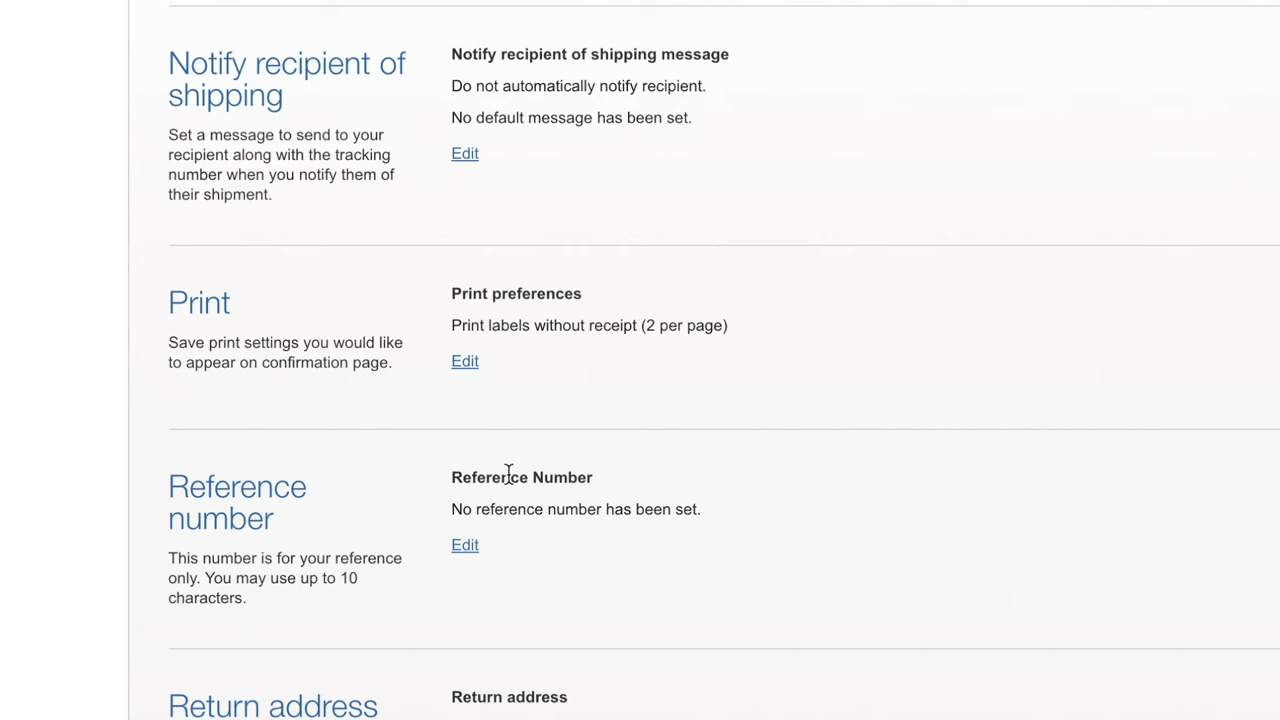 Notify recipient of
shipping
Set a message to send to your
recipient along with the tracking
number when you notify them of
their shipment.
Notify recipient of shipping message
Do not automatically notify recipient.
No default message has been set.
Edit
Print
Save print settings you would like
to appear on confirmation page.
Print preferences
Print labels without receipt (2 per page)
Edit
Reference
number
This number is for your reference
only. You may use up to 10
characters.
Reference Number
No reference number has been set.
Edit
Return address
Return address